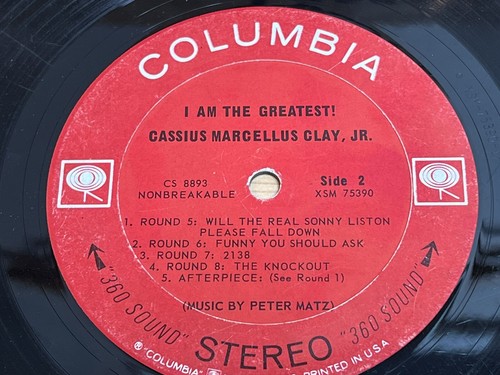 COLUMBIA
I AM THE GREATEST!
CASSIUS MARCELLUS CLAY, JR.
CS 8893
NONBREAKABLE
Side 2
XSM 75390
1. ROUND 5: WILL THE REAL SONNY LISTON
PLEASE FALL DOWN
2. ROUND 6: FUNNY YOU SHOULD ASK
3. ROUND 7: 2138
4. ROUND 8: THE KNOCKOUT
5. AFTERPIECE: (See Round 1)
(MUSIC BY PETER MATZ)
"360 SOUND" STEREO "360 SOUND"
® "COLUMBIA" PRINTED IN U.S.A.